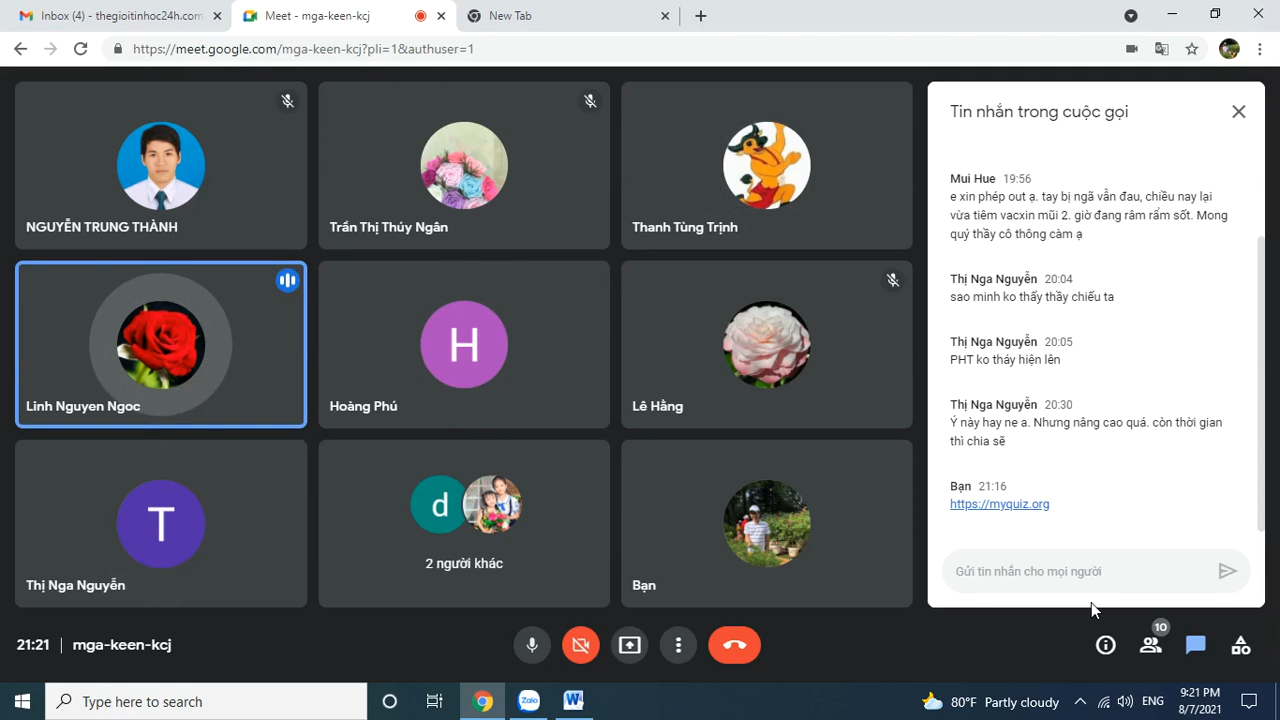 Inbox (4) - thegioitinhoc24h.com
Meet - mga-keen-kcj
New Tab
https://meet.google.com/mga-keen-kcj?pli=1&authuser=1
NGUYỄN TRUNG THÀNH
Trần Thị Thúy Ngân
Thanh Tùng Trịnh
Linh Nguyen Ngoc
H
Hoàng Phú
Lê Hằng
T
Thị Nga Nguyễn
d
2 người khác
Bạn
Tin nhắn trong cuộc gọi
Mui Hue 19:56
e xin phép out ạ. tay bị ngã vẫn đau, chiều nay lại
vừa tiêm vacxin mũi 2. giờ đang râm rẩm sốt. Mong
quý thầy cô thông càm ạ
Thị Nga Nguyễn 20:04
sao minh ko thấy thầy chiếu ta
Thị Nga Nguyễn 20:05
PHT ko tháy hiện lên
Thị Nga Nguyễn 20:30
Ý này hay ne a. Nhưng nâng cao quá. còn thời gian
thì chia sẽ
Bạn 21:16
https://myquiz.org
Gửi tin nhắn cho mọi người
21:21 | mga-keen-kcj
10
Type here to search
Zalo
W
80°F Partly cloudy
ENG
9:21 PM
8/7/2021